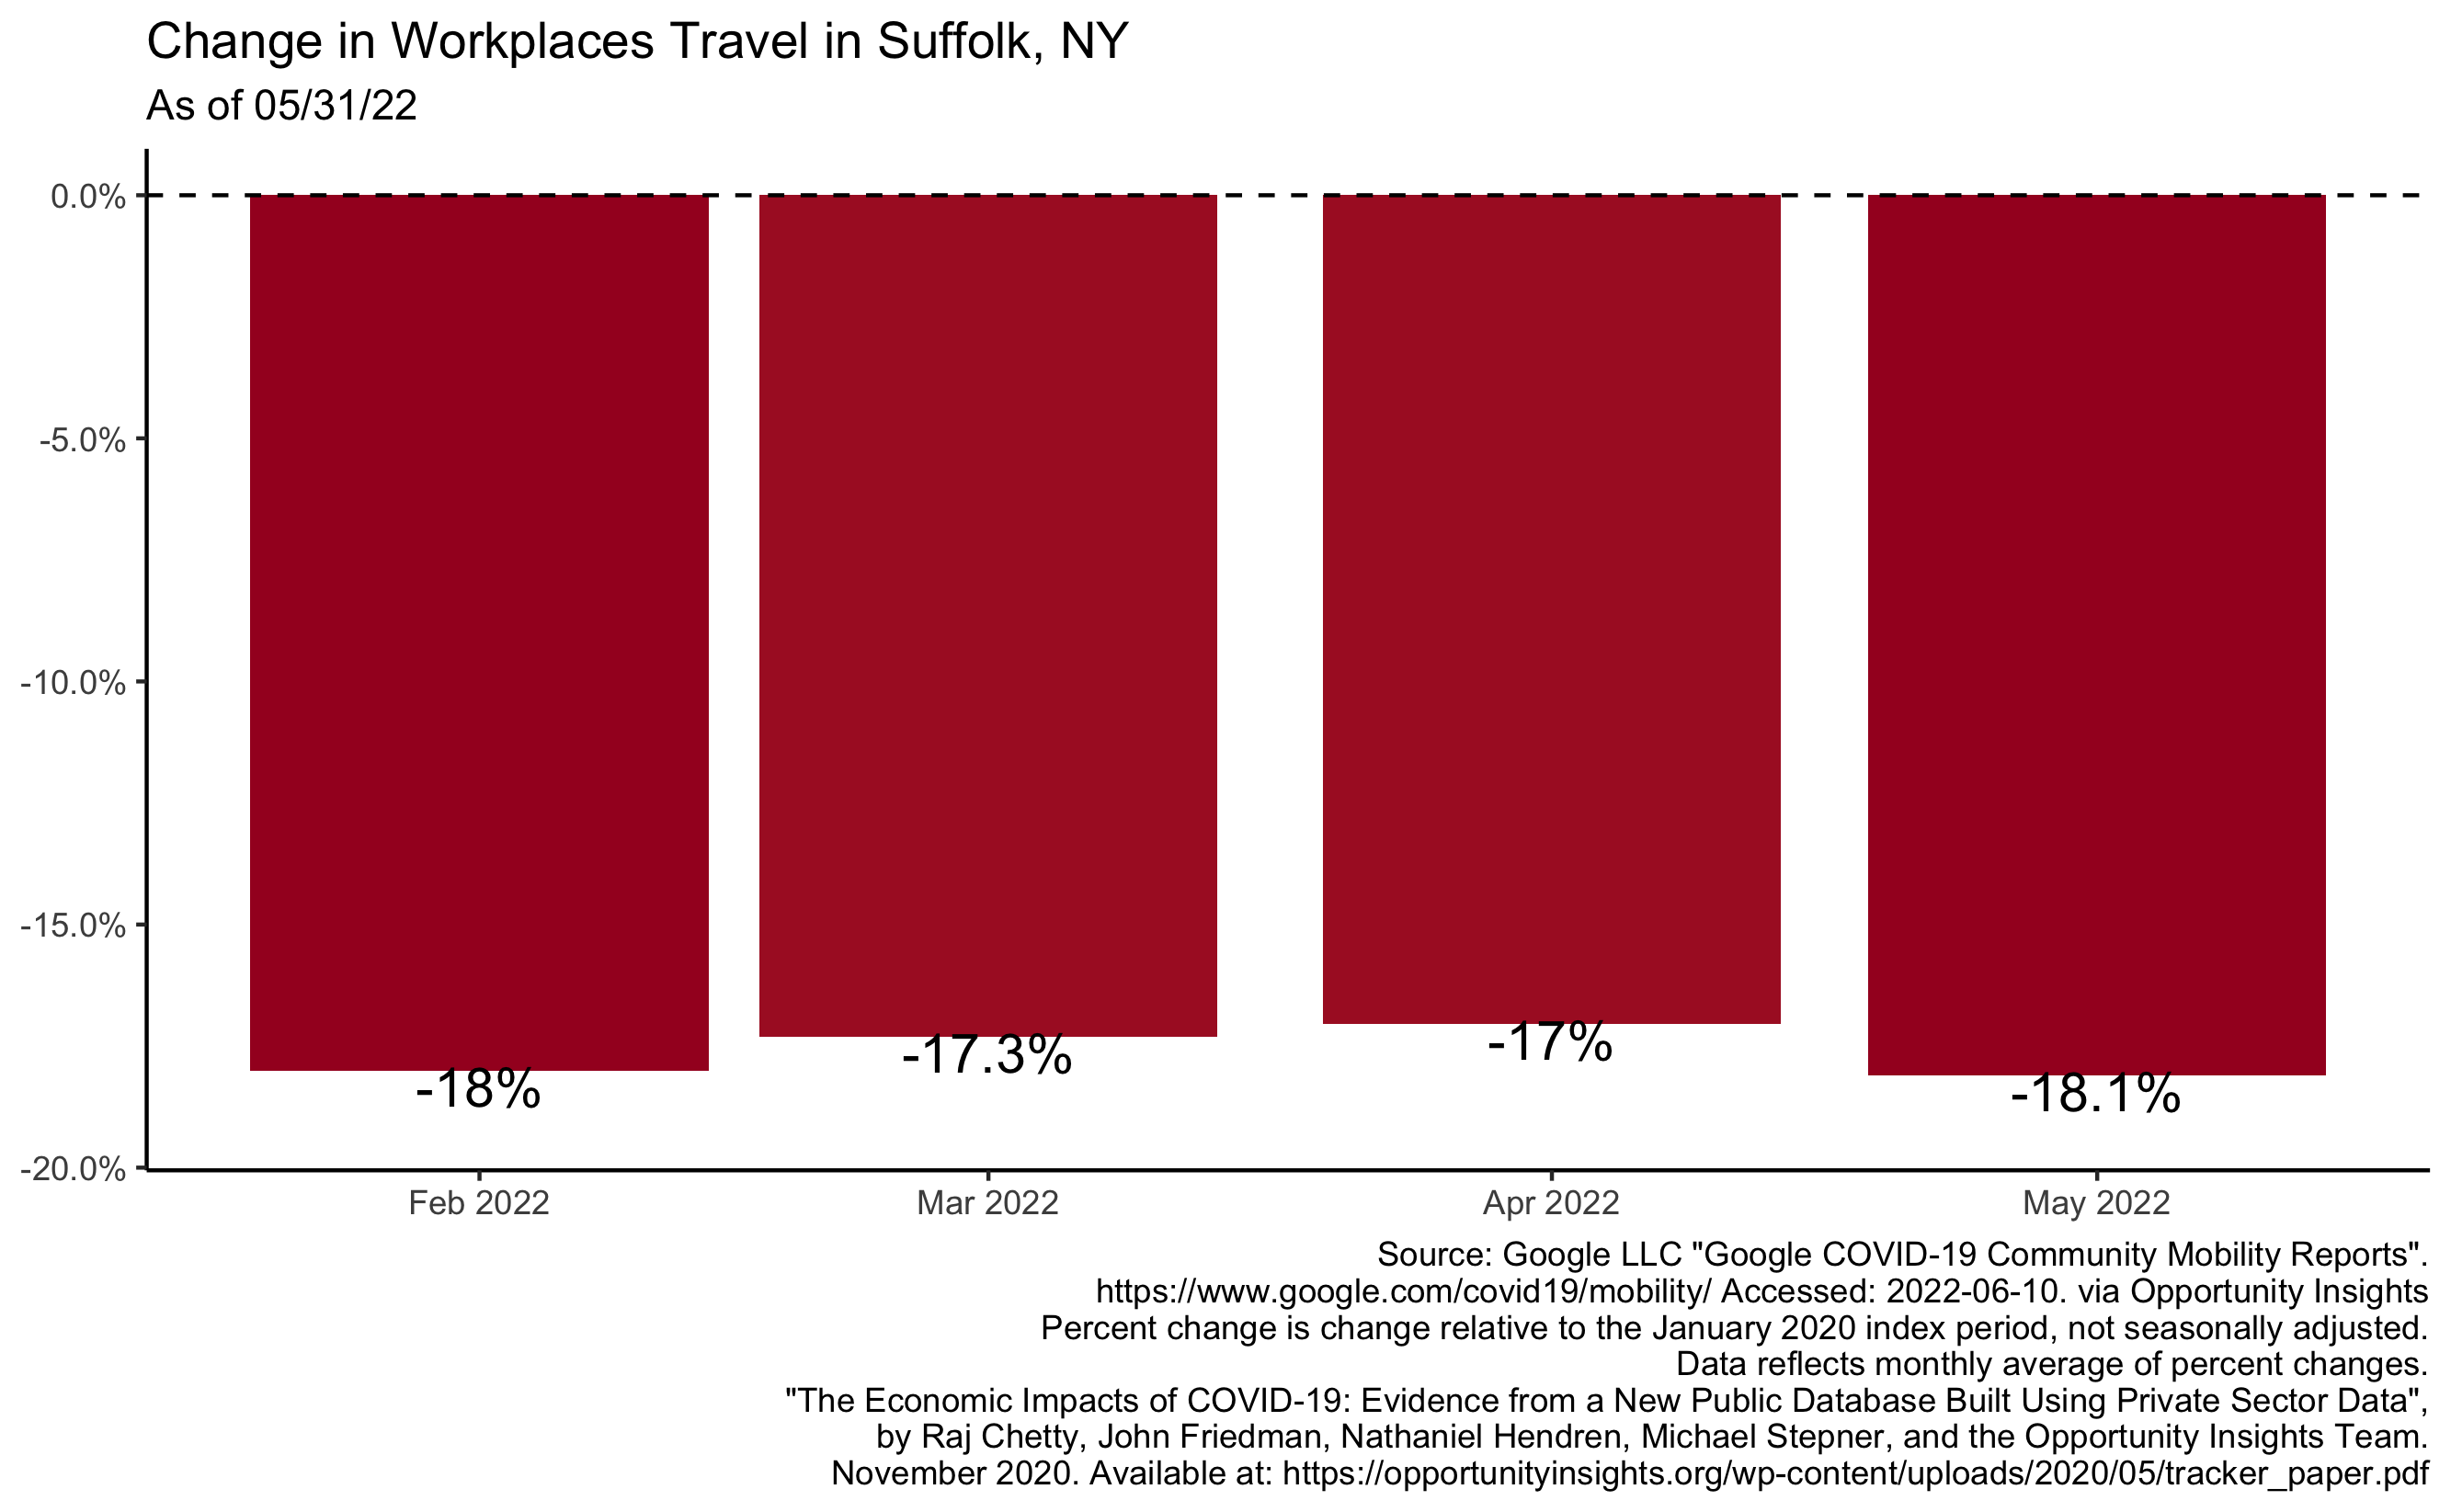 Change in Workplaces Travel in Suffolk, NY
As of 05/31/22
0.0%
-5.0%
-10.0%
-15.0%
-20.0%
-18%
-17.3%
-17%
-18.1%
Feb 2022
Mar 2022
Apr 2022
May 2022
Source: Google LLC "Google COVID-19 Community Mobility Reports".
https://www.google.com/covid19/mobility/ Accessed: 2022-06-10. via Opportunity Insights
Percent change is change relative to the January 2020 index period, not seasonally adjusted.
Data reflects monthly average of percent changes.
"The Economic Impacts of COVID-19: Evidence from a New Public Database Built Using Private Sector Data",
by Raj Chetty, John Friedman, Nathaniel Hendren, Michael Stepner, and the Opportunity Insights Team.
November 2020. Available at: https://opportunityinsights.org/wp-content/uploads/2020/05/tracker_paper.pdf